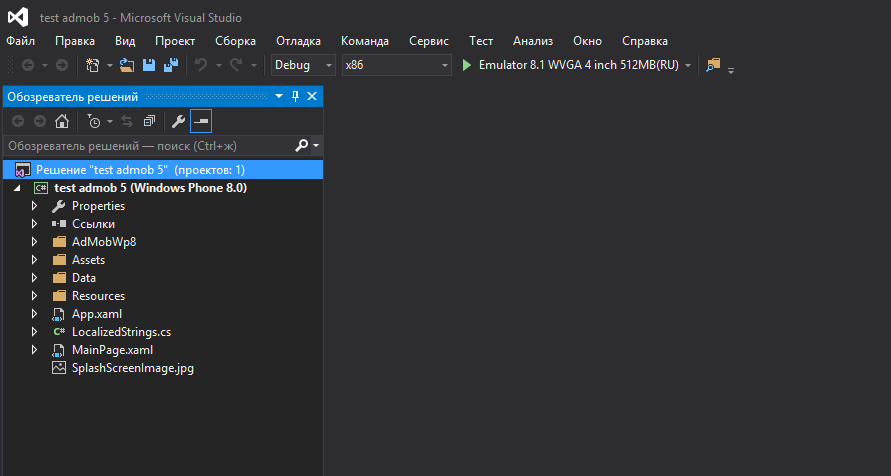 test admob 5 - Microsoft Visual Studio
Файл Правка Вид Проект Сборка Отладка Команда Сервис Тест Анализ Окно Справка
Debug x86 Emulator 8.1 WVGA 4 inch 512MB(RU)
Обозреватель решений
Обозреватель решений — поиск (Ctrl+ж)
Решение "test admob 5" (проектов: 1)
C# test admob 5 (Windows Phone 8.0)
Properties
Ссылки
AdMobWp8
Assets
Data
Resources
App.xaml
C# LocalizedStrings.cs
MainPage.xaml
SplashScreenImage.jpg